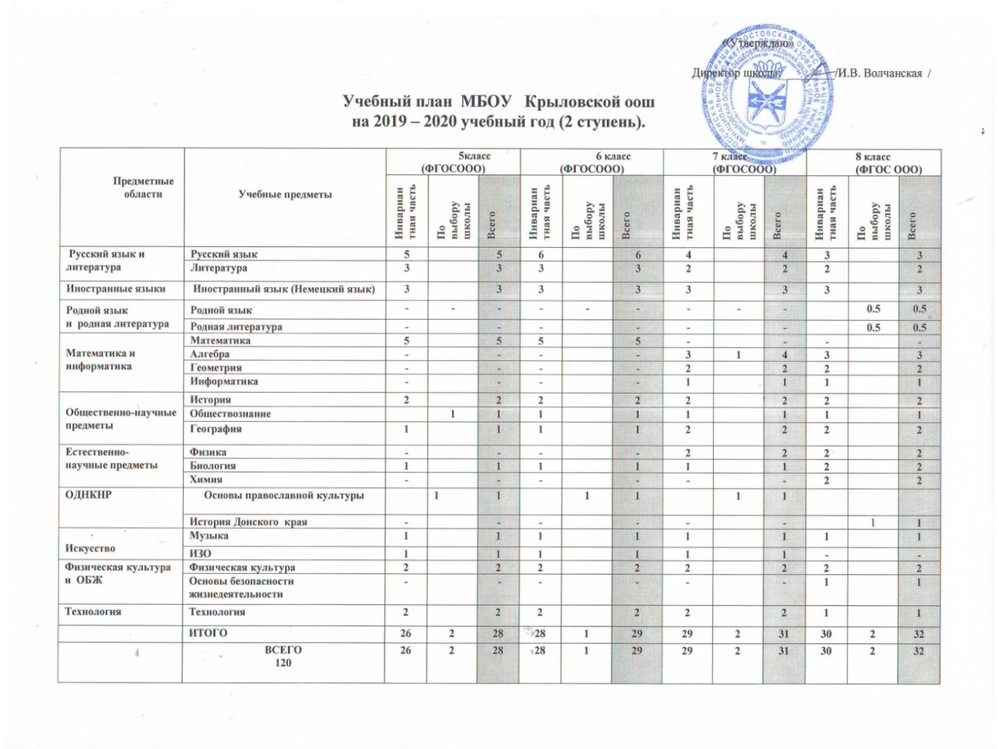 «Утверждаю»
Директор школы: /И.В. Волчанская /
Учебный план МБОУ Крыловской оош
на 2019 – 2020 учебный год (2 ступень).
Предметные области Учебные предметы 5класс (ФГОСООО) 6 класс (ФГОСООО) 7 класс (ФГОСООО) 8 класс (ФГОС ООО)
Инвариан тная часть По выбору школы Всего Инвариан тная часть По выбору школы Всего Инвариан тная часть По выбору школы Всего Инвариан тная часть По выбору школы Всего
Русский язык и литература Русский язык 5 5 6 6 4 4 3 3
Литература 3 3 3 3 2 2 2 2
Иностранные языки Иностранный язык (Немецкий язык) 3 3 3 3 3 3 3 3
Родной язык и родная литература Родной язык - - - - - - - - - 0.5 0.5
Родная литература - - - - - - 0.5 0.5
Математика и информатика Математика 5 5 5 5 - - - -
Алгебра - - - - 3 1 4 3 3
Геометрия - - - - 2 2 2 2
Информатика - - - - 1 1 1 1
Общественно-научные предметы История 2 2 2 2 2 2 2 2
Обществознание 1 1 1 1 1 1 1 1
География 1 1 1 1 2 2 2 2
Естественно-научные предметы Физика - - - - 2 2 2 2
Биология 1 1 1 1 1 1 2 2
Химия - - - - - - 2 2
ОДНКНР Основы православной культуры 1 1 1 1 1 1
История Донского края - - - - - - 1 1
Искусство Музыка 1 1 1 1 1 1 1 1
ИЗО 1 1 1 1 1 1 - -
Физическая культура и ОБЖ Физическая культура 2 2 2 2 2 2 2 2
Основы безопасности жизнедеятельности - - - - - - 1 1
Технология Технология 2 2 2 2 2 2 1 1
ИТОГО 26 2 28 28 1 29 29 2 31 30 2 32
ВСЕГО 120 26 2 28 28 1 29 29 2 31 30 2 32